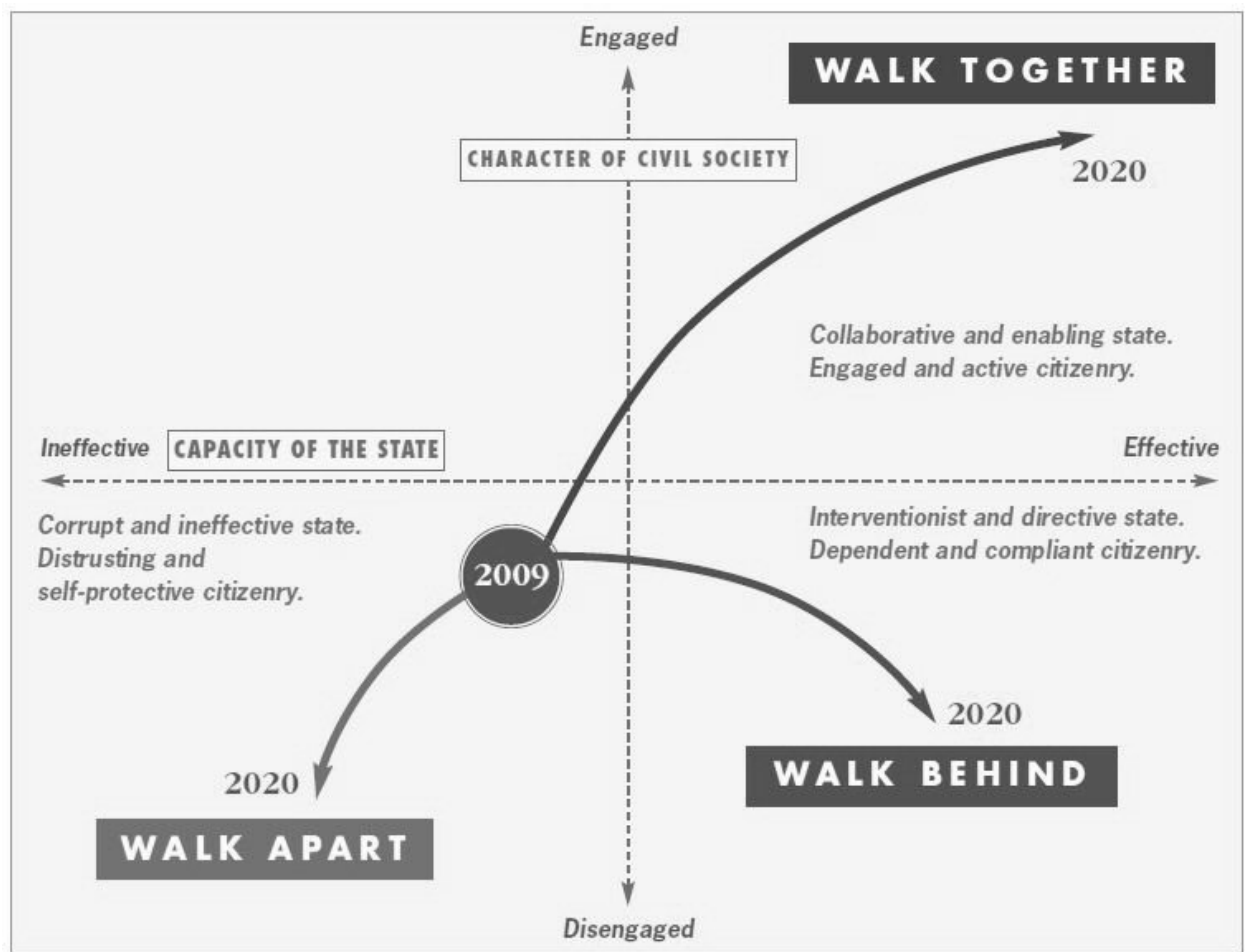 Engaged
WALK TOGETHER
CHARACTER OF CIVIL SOCIETY
2020
Collaborative and enabling state.
Engaged and active citizenry.
Ineffective
CAPACITY OF THE STATE
Effective
Corrupt and ineffective state.
Distrusting and
self-protective citizenry.
Interventionist and directive state.
Dependent and compliant citizenry.
2009
2020
WALK BEHIND
2020
WALK APART
Disengaged